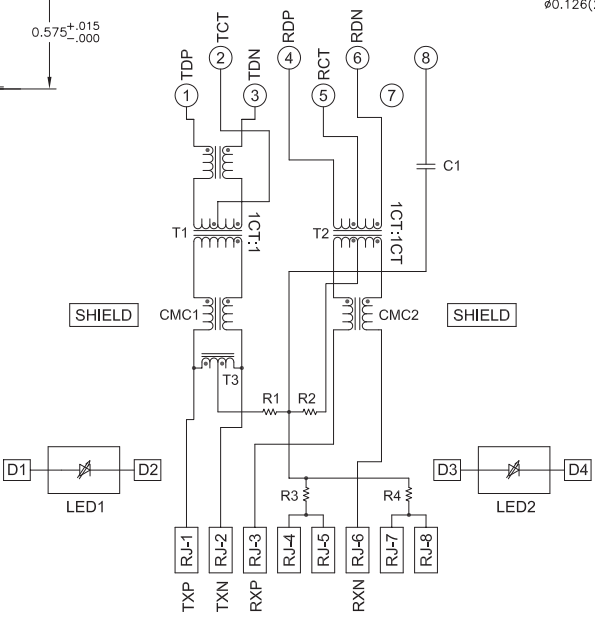 ø0.126(
0.575 +.015 -.000
TDP
TCT
TDN
RDP
RCT
RDN
1
2
3
4
5
6
7
8
C1
T1
1CT:1
T2
1CT:1CT
SHIELD
CMC1
CMC2
SHIELD
T3
R1
R2
D1
D2
LED1
D3
D4
LED2
R3
R4
RJ-1
RJ-2
RJ-3
RJ-4
RJ-5
RJ-6
RJ-7
RJ-8
TXP
TXN
RXP
RXN